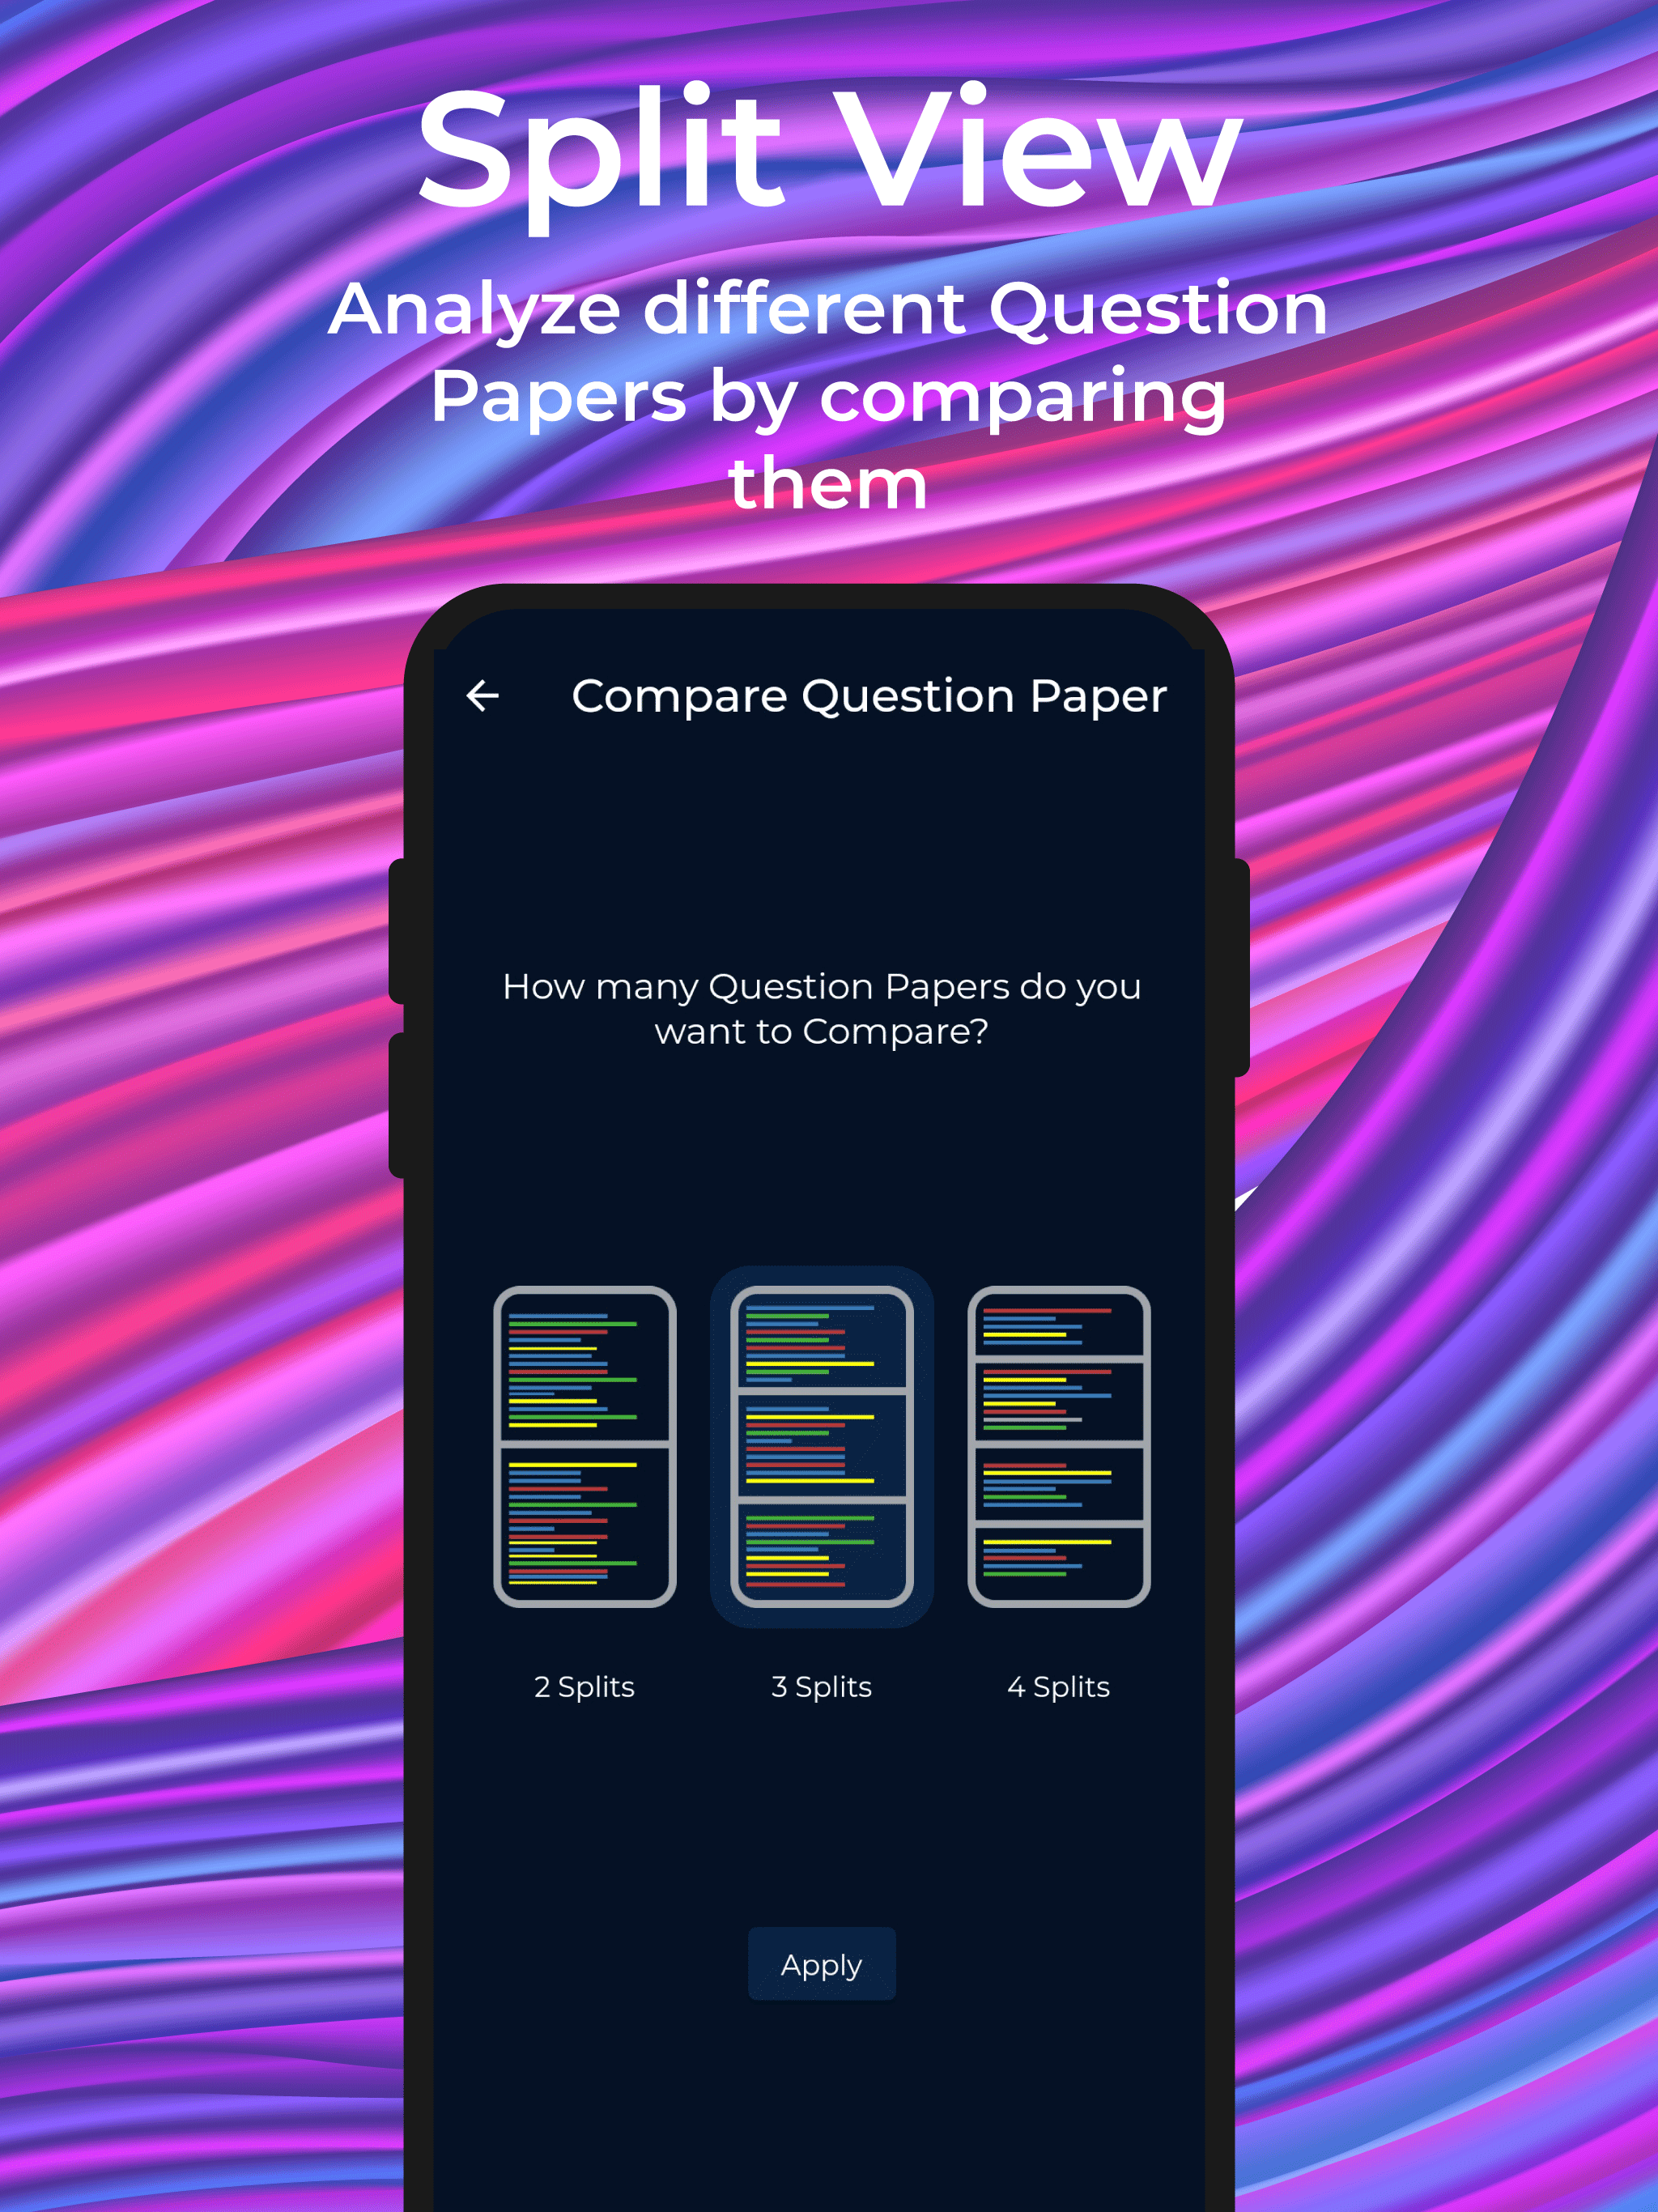 Split View
Analyze different Question
Papers by comparing
them
Compare Question Paper
How many Question Papers do you
want to Compare?
2 Splits
3 Splits
4 Splits
Apply